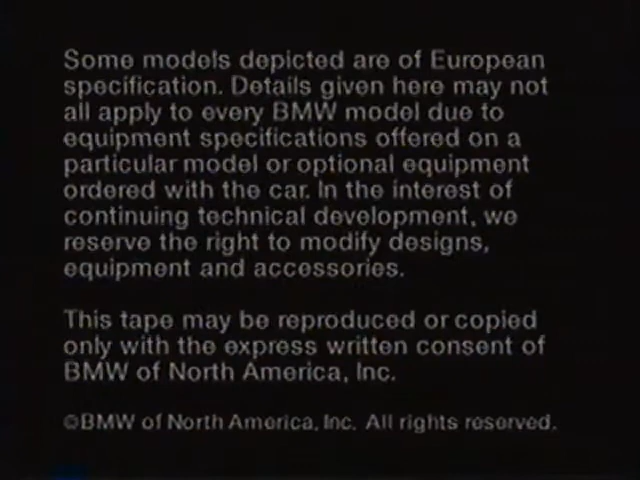 Some models depicted are of European
specification. Details given here may not
all apply to every BMW model due to
equipment specifications offered on a
particular model or optional equipment
ordered with the car. In the interest of
continuing technical development, we
reserve the right to modify designs,
equipment and accessories.
This tape may be reproduced or copied
only with the express written consent of
BMW of North America, Inc.
©BMW of North America, Inc. All rights reserved.